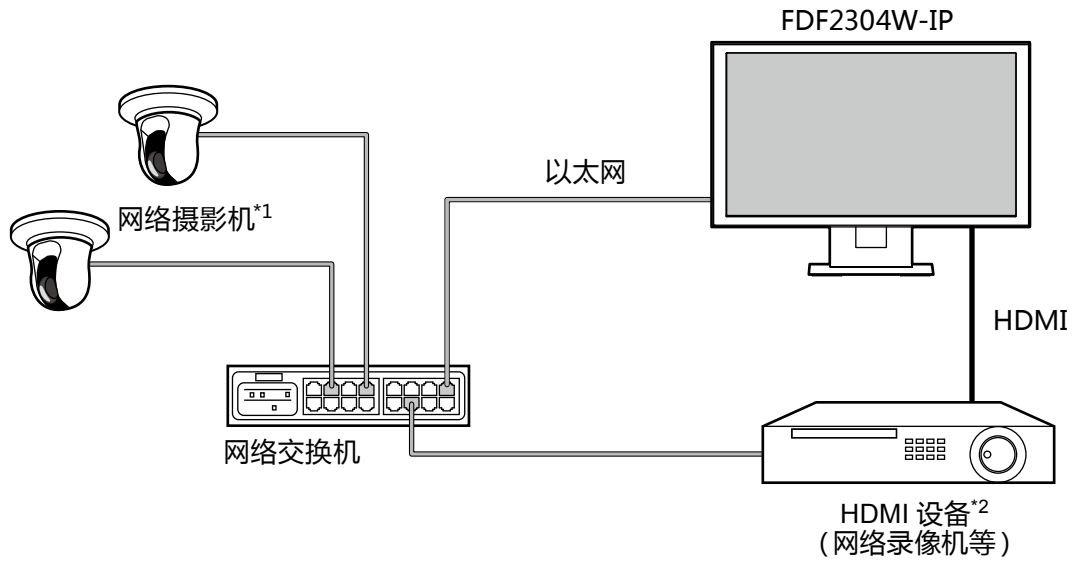 FDF2304W-IP
以太网
网络摄影机*1
HDMI
网络交换机
HDMI 设备*2
（网络录像机等）